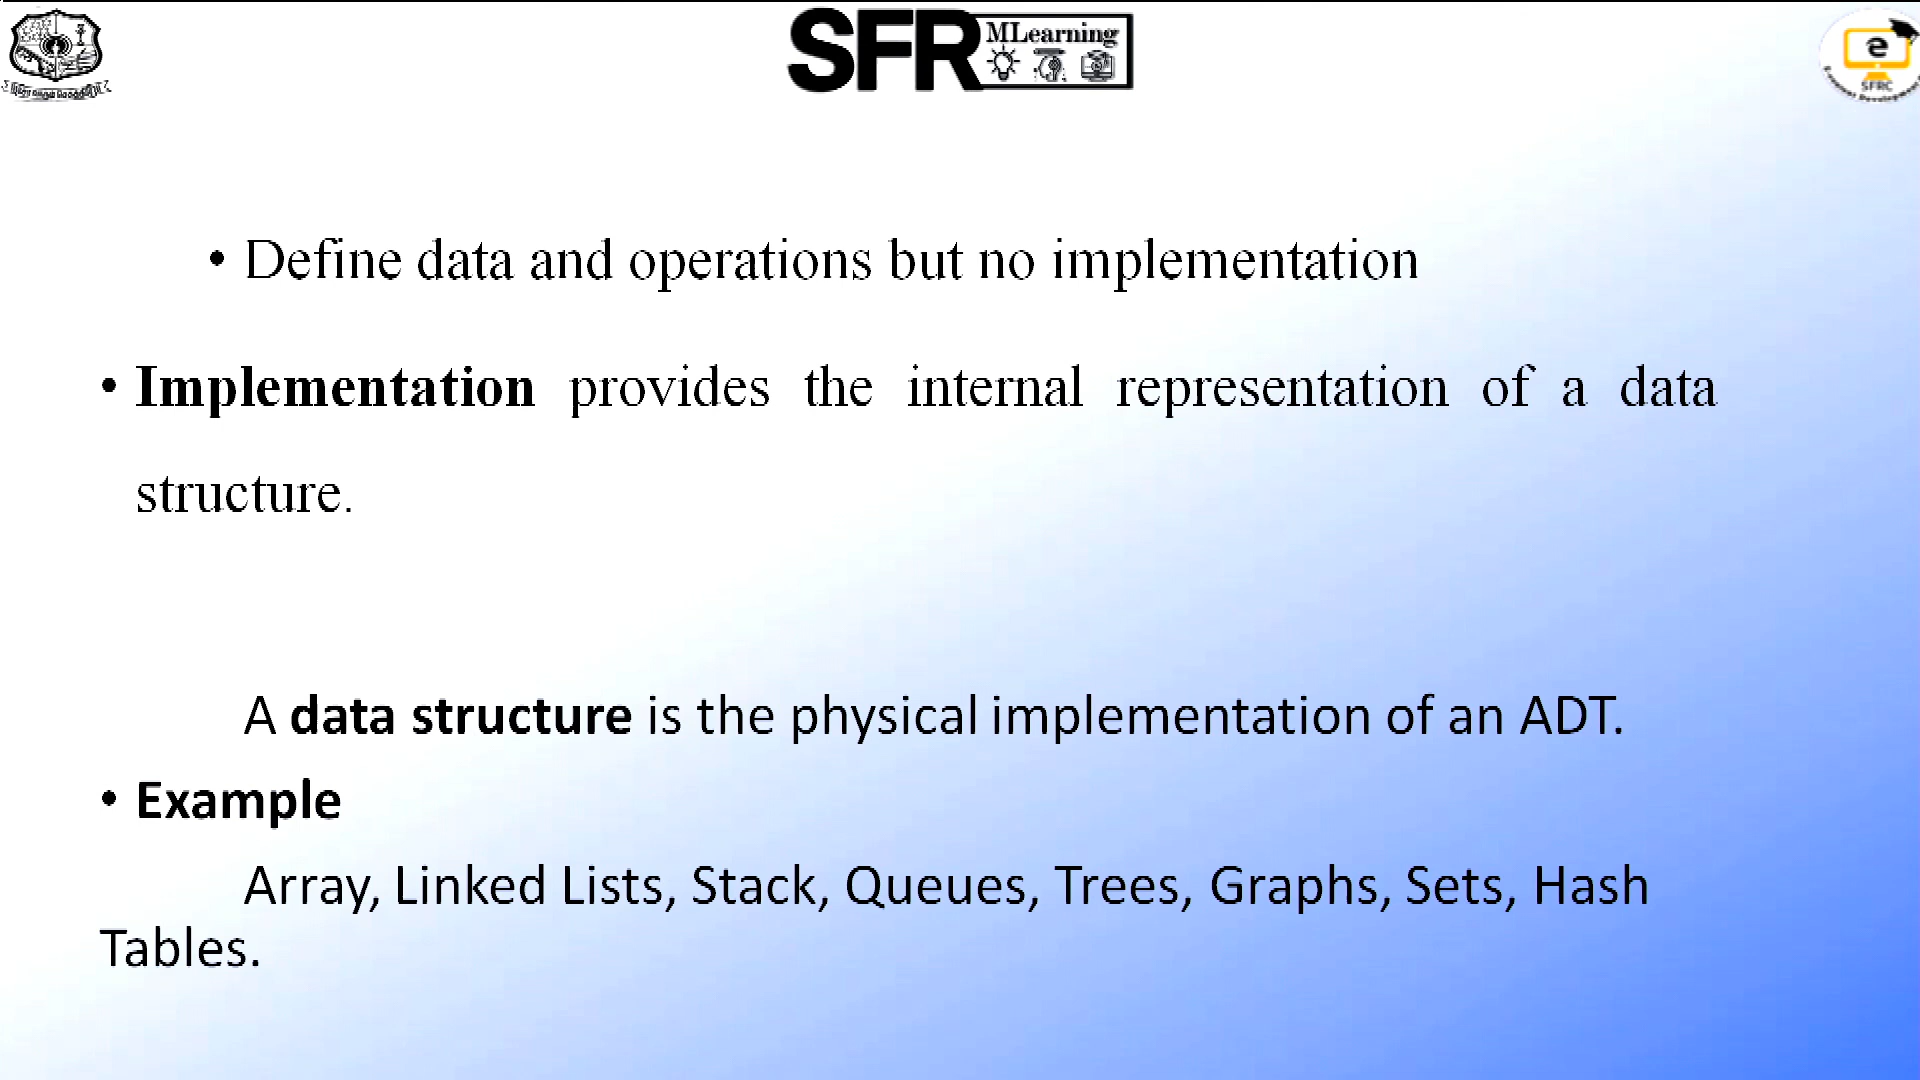 SFR
MLearning
e
SFRC
• Define data and operations but no implementation
• Implementation provides the internal representation of a data
structure.
A data structure is the physical implementation of an ADT.
• Example
Array, Linked Lists, Stack, Queues, Trees, Graphs, Sets, Hash
Tables.